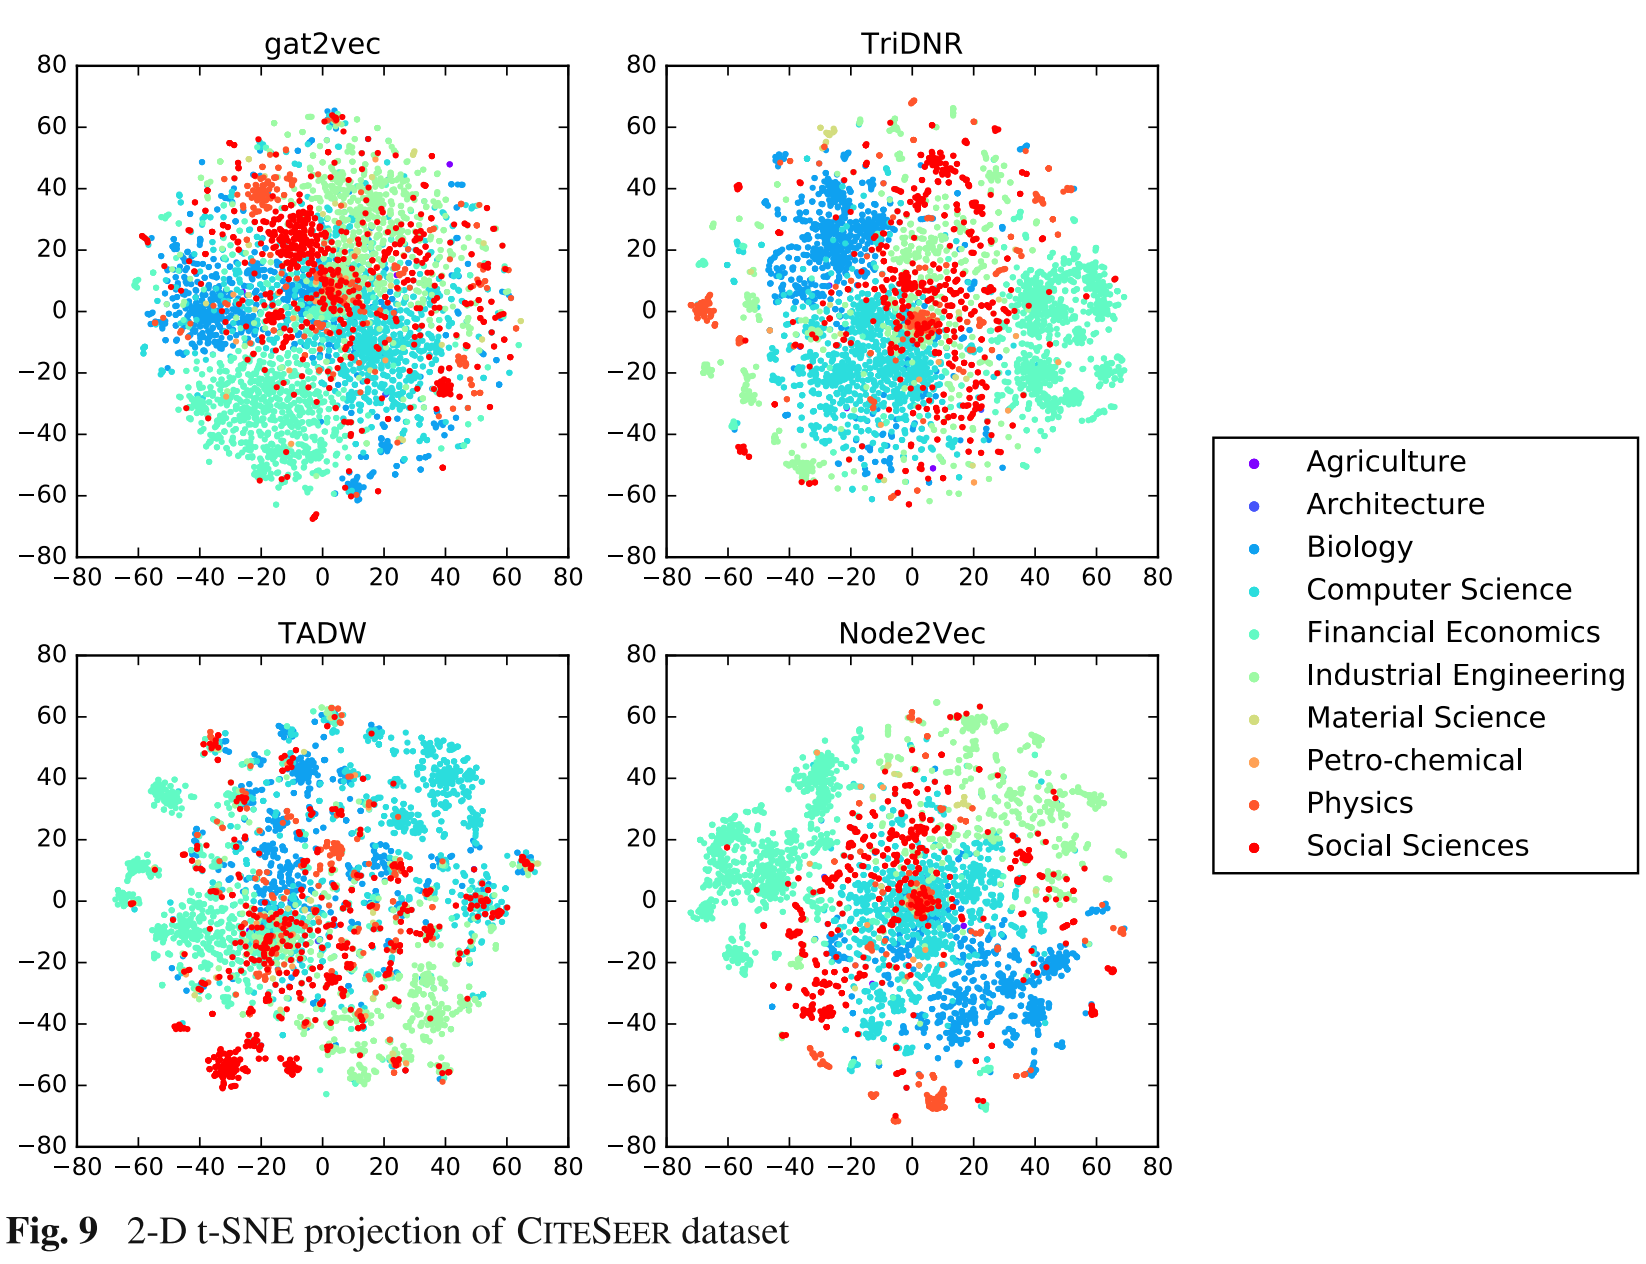 gat2vec
TriDNR
80
60
40
20
0
−20
−40
−60
−80
−80 −60 −40 −20 0 20 40 60 80
80
60
40
20
0
−20
−40
−60
−80
−80 −60 −40 −20 0 20 40 60 80
TADW
Node2Vec
80
60
40
20
0
−20
−40
−60
−80
−80 −60 −40 −20 0 20 40 60 80
80
60
40
20
0
−20
−40
−60
−80
−80 −60 −40 −20 0 20 40 60 80
Agriculture
Architecture
Biology
Computer Science
Financial Economics
Industrial Engineering
Material Science
Petro-chemical
Physics
Social Sciences
Fig. 9 2-D t-SNE projection of CITESEER dataset